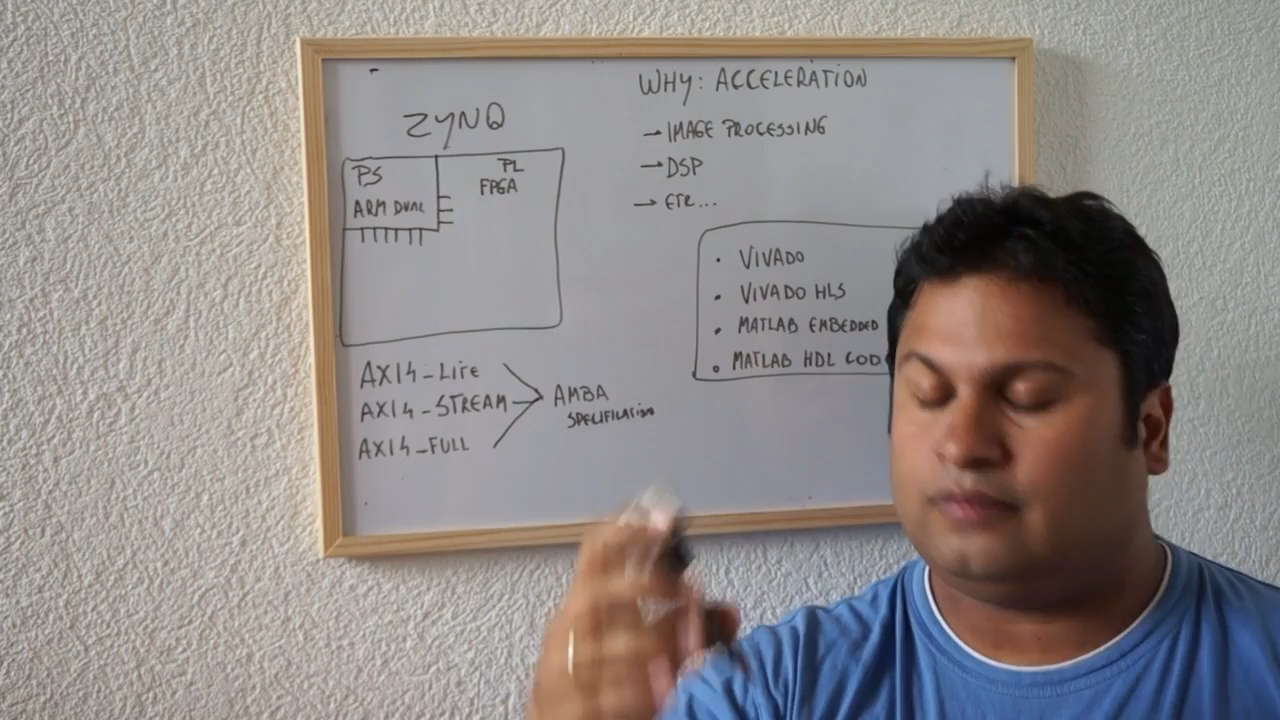 ZYNQ
PS
ARM DUAL
PL
FPGA
AXI4-Lite
AXI4-STREAM
AXI4-FULL
AMBA
SPECIFICATION
WHY: ACCELERATION
→ IMAGE PROCESSING
→ DSP
→ ETC...
• VIVADO
• VIVADO HLS
• MATLAB EMBEDDED
• MATLAB HDL COD